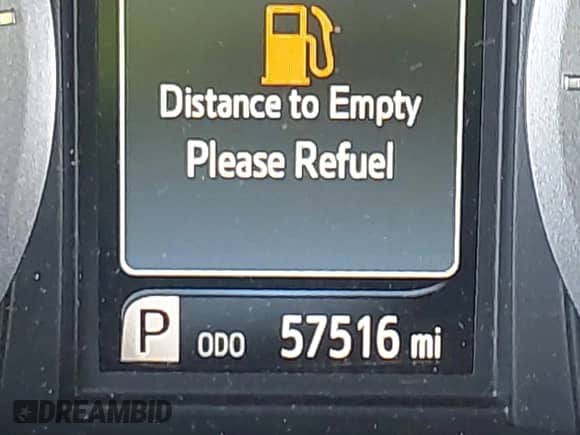 Distance to Empty
Please Refuel
P ODO 57516 mi
DREAMBID